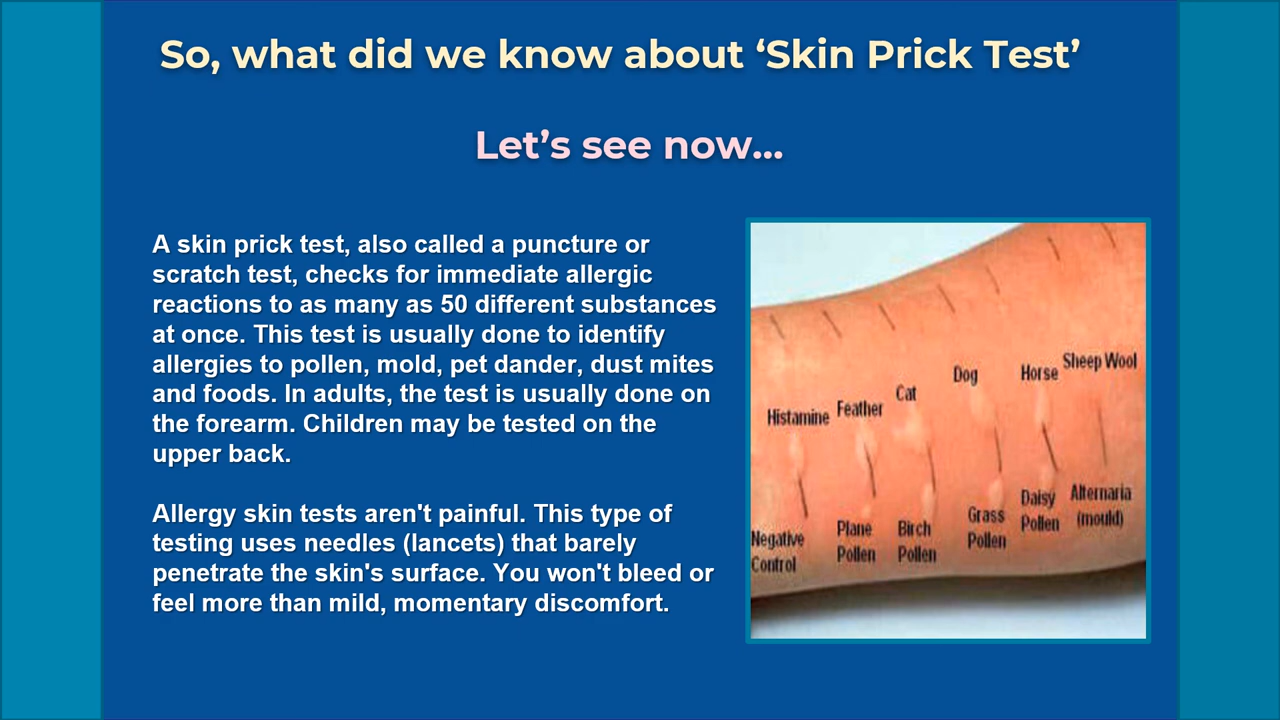 So, what did we know about ‘Skin Prick Test’
Let’s see now...
A skin prick test, also called a puncture or
scratch test, checks for immediate allergic
reactions to as many as 50 different substances
at once. This test is usually done to identify
allergies to pollen, mold, pet dander, dust mites
and foods. In adults, the test is usually done on
the forearm. Children may be tested on the
upper back.
Allergy skin tests aren't painful. This type of
testing uses needles (lancets) that barely
penetrate the skin's surface. You won't bleed or
feel more than mild, momentary discomfort.
Histamine Feather Cat Dog Horse Sheep Wool
Negative
Control
Plane
Pollen
Birch
Pollen
Grass
Pollen
Daisy
Pollen
Alternaria
(mould)